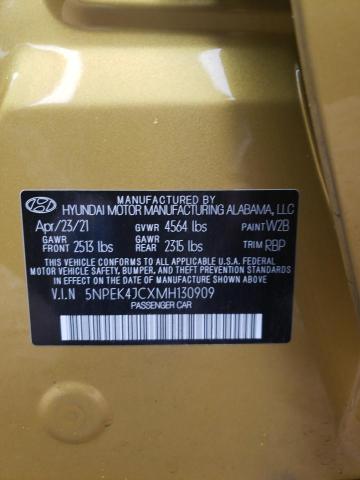 MANUFACTURED BY
HYUNDAI MOTOR MANUFACTURING ALABAMA, LLC
Apr/23/21 GVWR 4564 lbs PAINT W2B
GAWR FRONT 2513 lbs GAWR REAR 2315 lbs TRIM RBP
THIS VEHICLE CONFORMS TO ALL APPLICABLE U.S.A. FEDERAL
MOTOR VEHICLE SAFETY, BUMPER, AND THEFT PREVENTION
STANDARDS IN EFFECT ON THE DATE OF MANUFACTURE SHOWN ABOVE.
V.I.N 5NPEK4JCXMH130909
PASSENGER CAR